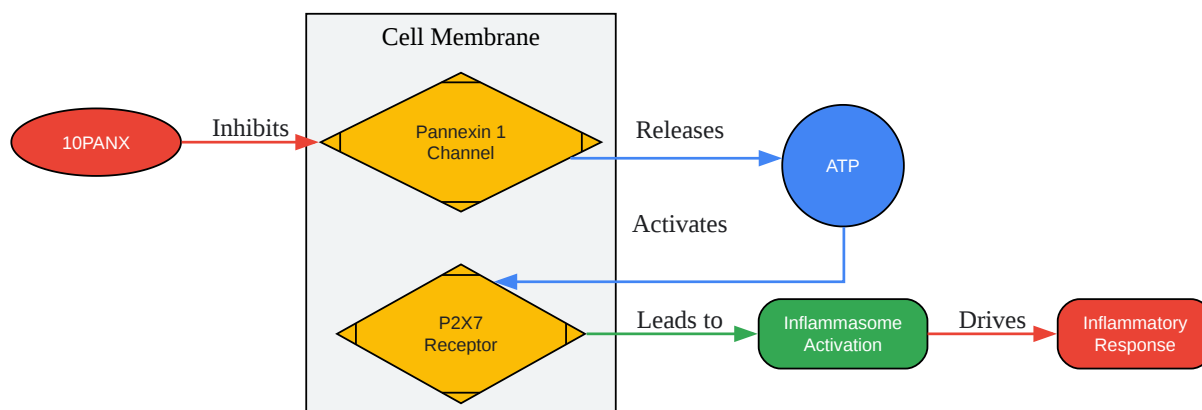 Cell Membrane
10PANX
Inhibits
Pannexin 1
Channel
Releases
ATP
Activates
P2X7
Receptor
Leads to
Inflammasome
Activation
Drives
Inflammatory
Response